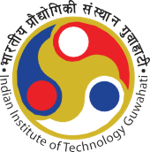 भारतीय प्रौद्योगिकी संस्थान गुवाहाटी
Indian Institute of Technology Guwahati